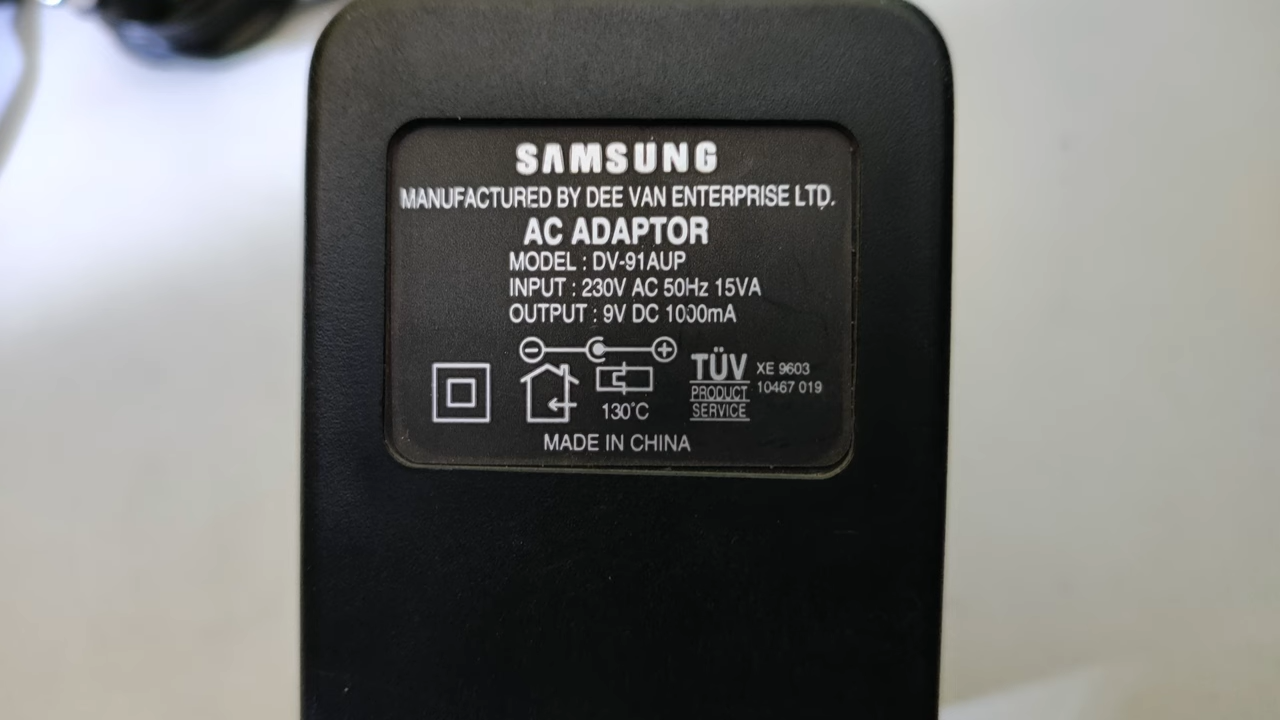 SAMSUNG
MANUFACTURED BY DEE VAN ENTERPRISE LTD.
AC ADAPTOR
MODEL : DV-91AUP
INPUT : 230V AC 50Hz 15VA
OUTPUT : 9V DC 1000mA
130°C
TÜV
PRODUCT
SERVICE
XE 9603
10467 019
MADE IN CHINA